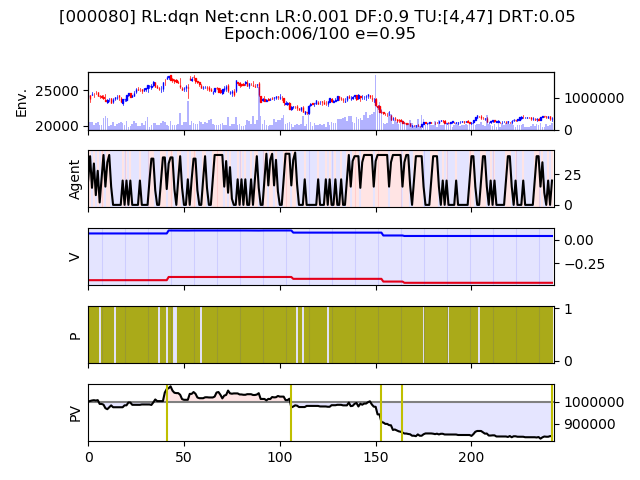 [000080] RL:dqn Net:cnn LR:0.001 DF:0.9 TU:[4,47] DRT:0.05
Epoch:006/100 e=0.95
Env.
25000
20000
1000000
0
Agent
25
0
V
0.00
−0.25
P
1
0
PV
1000000
900000
0
50
100
150
200